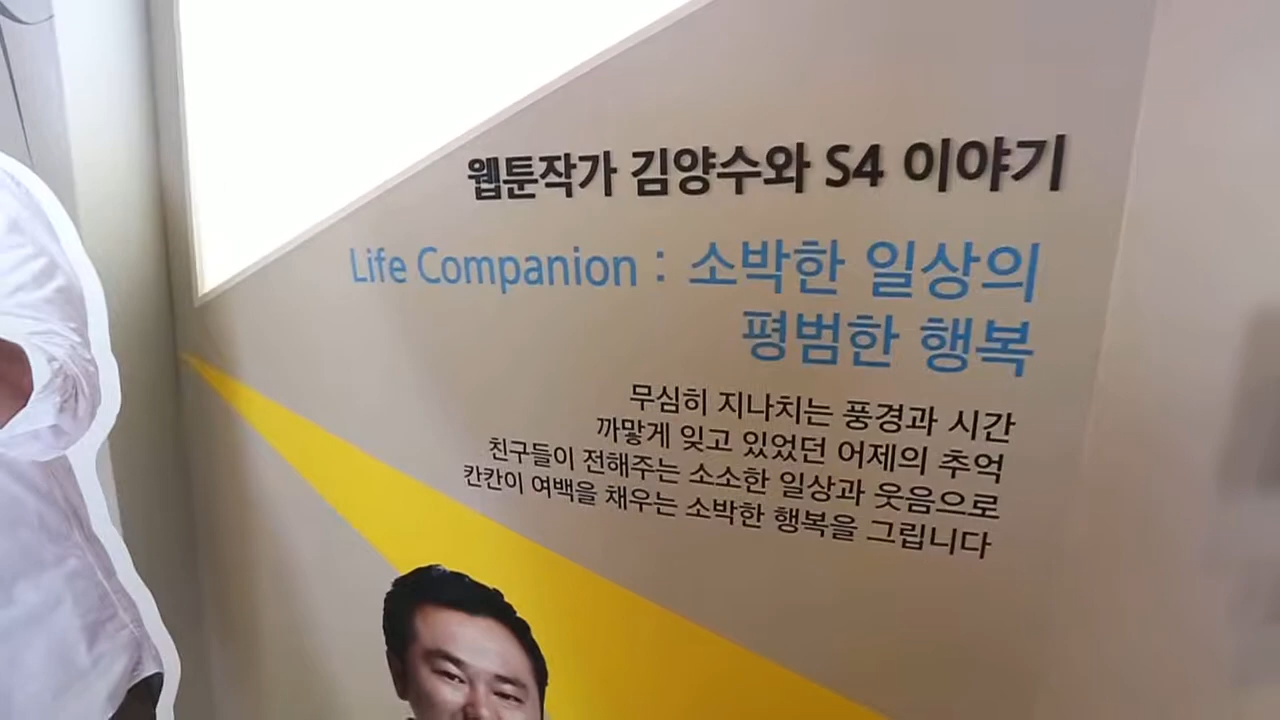 웹툰작가 김양수와 S4 이야기
Life Companion : 소박한 일상의
평범한 행복
무심히 지나치는 풍경과 시간
까맣게 잊고 있었던 어제의 추억
친구들이 전해주는 소소한 일상과 웃음으로
칸칸이 여백을 채우는 소박한 행복을 그립니다